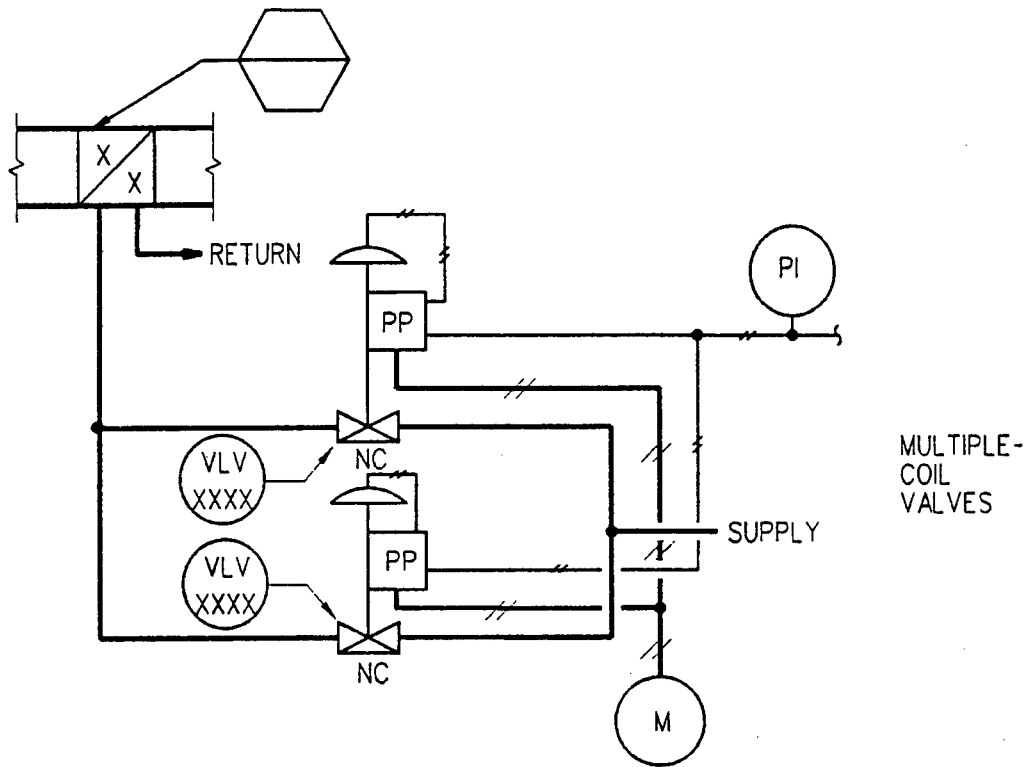 X
X
RETURN
PI
PP
MULTIPLE-
COIL
VALVES
VLV
XXXX
NC
SUPPLY
PP
VLV
XXXX
NC
M